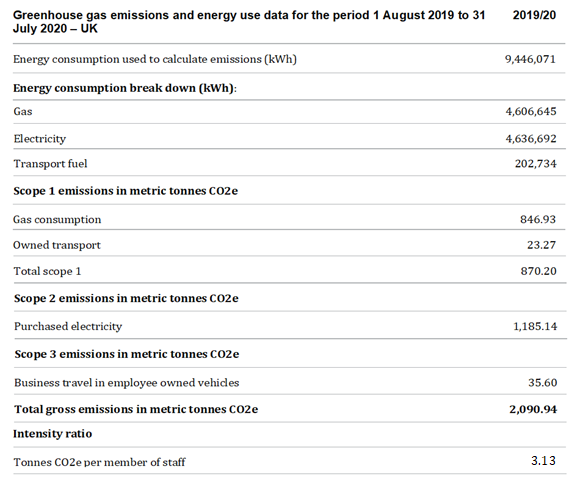 Greenhouse gas emissions and energy use data for the period 1 August 2019 to 31 2019/20
July 2020 – UK
Energy consumption used to calculate emissions (kWh) 9,446,071
Energy consumption break down (kWh):
Gas 4,606,645
Electricity 4,636,692
Transport fuel 202,734
Scope 1 emissions in metric tonnes CO2e
Gas consumption 846.93
Owned transport 23.27
Total scope 1 870.20
Scope 2 emissions in metric tonnes CO2e
Purchased electricity 1,185.14
Scope 3 emissions in metric tonnes CO2e
Business travel in employee owned vehicles 35.60
Total gross emissions in metric tonnes CO2e 2,090.94
Intensity ratio
Tonnes CO2e per member of staff 3.13